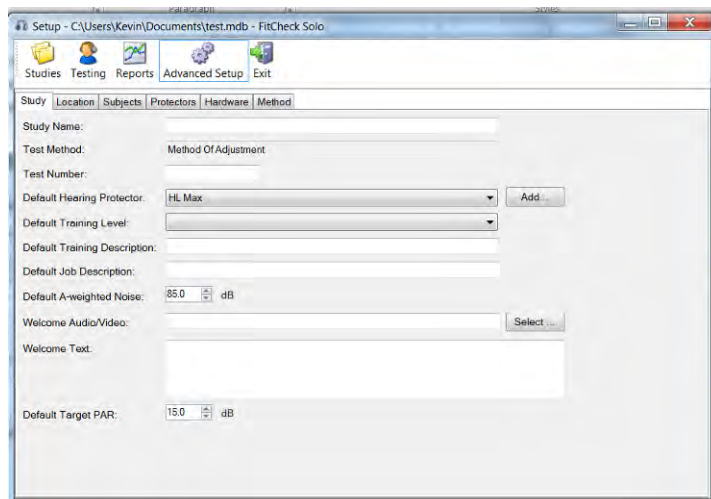 Paragraph
Styles
Setup - C:\Users\Kevin\Documents\test.mdb - FitCheck Solo
Studies Testing Reports Advanced Setup Exit
Study Location Subjects Protectors Hardware Method
Study Name:
Test Method: Method Of Adjustment
Test Number:
Default Hearing Protector: HL Max Add ...
Default Training Level:
Default Training Description:
Default Job Description:
Default A-weighted Noise: 85.0 dB
Welcome Audio/Video: Select ...
Welcome Text:
Default Target PAR: 15.0 dB